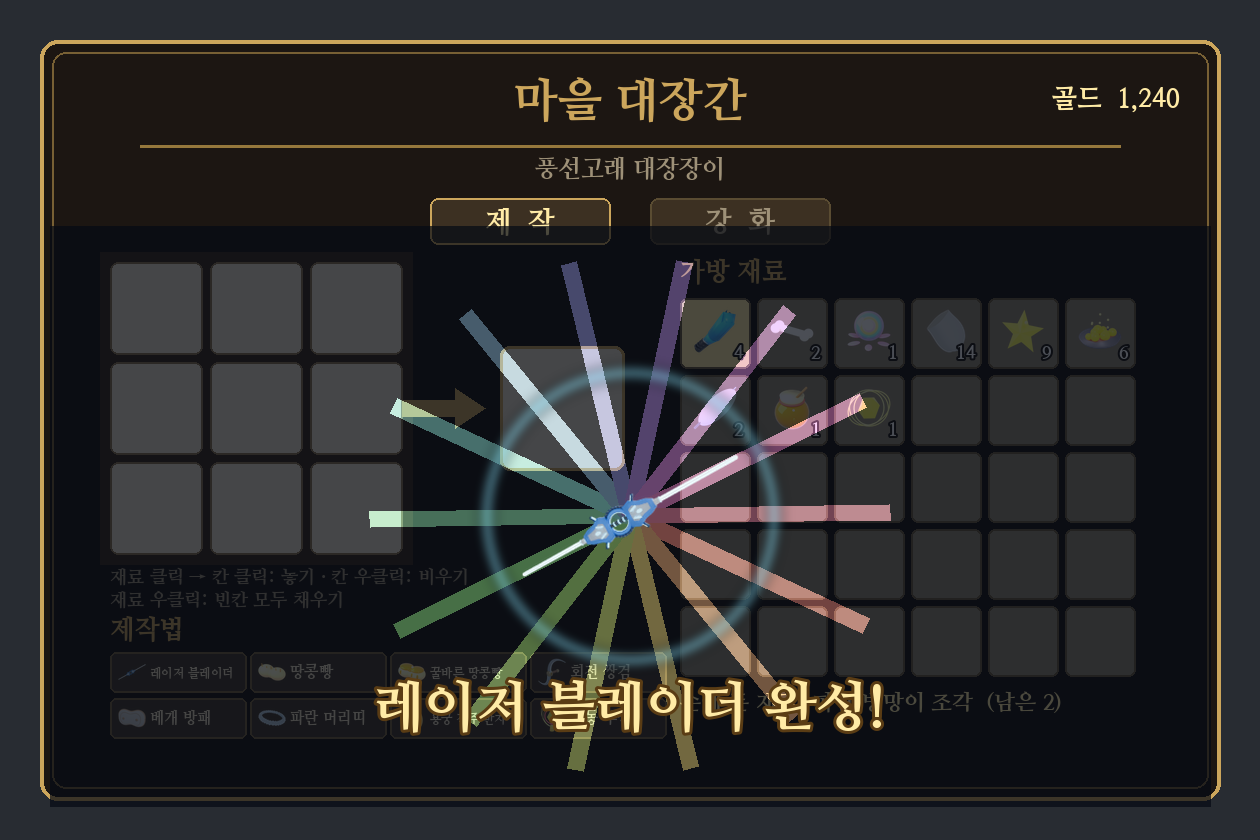 마을 대장간
골드 1,240
풍선고래 대장장이
제 작
강 화
가방 재료
4
2
1
14
9
6
2
1
1
재료 클릭 → 칸 클릭: 놓기 · 칸 우클릭: 비우기
재료 우클릭: 빈칸 모두 채우기
제작법
레이저 블레이더
땅콩빵
꿀바른 땅콩빵
회전 장검
베개 방패
파란 머리띠
망이 조각 (남은 2)
레이저 블레이더 완성!